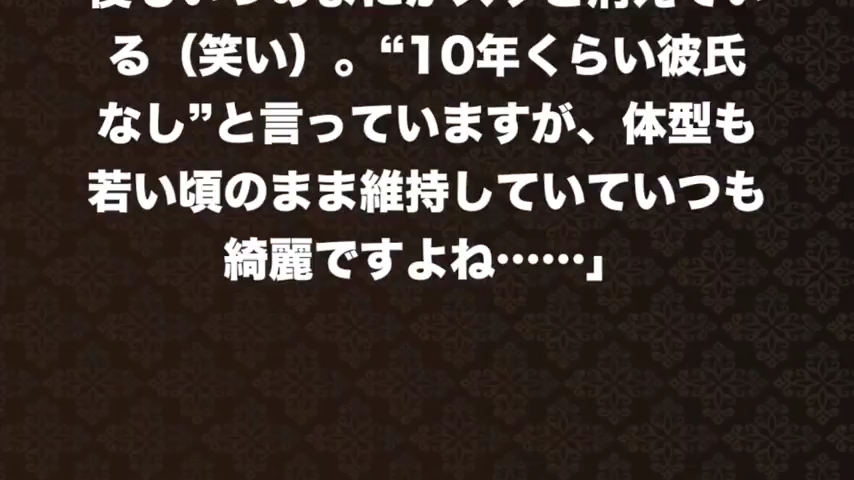 る（笑い）。“10年くらい彼氏
なし”と言っていますが、体型も
若い頃のまま維持していていつも
綺麗ですよね……」